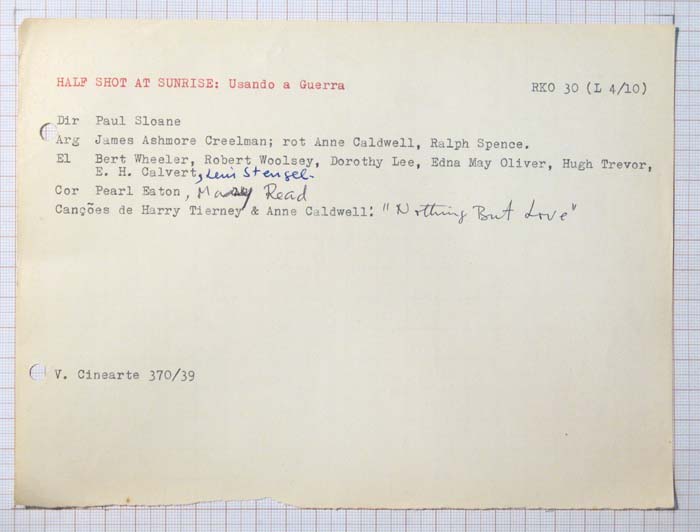 HALF SHOT AT SUNRISE: Usando a Guerra RKO 30 (L 4/10)
Dir Paul Sloane
Arg James Ashmore Creelman; rot Anne Caldwell, Ralph Spence.
El Bert Wheeler, Robert Woolsey, Dorothy Lee, Edna May Oliver, Hugh Trevor,
E. H. Calvert, Leni Stengel.
Cor Pearl Eaton, Mary Read
Canções de Harry Tierney & Anne Caldwell: "Nothing But Love"
V. Cinearte 370/39